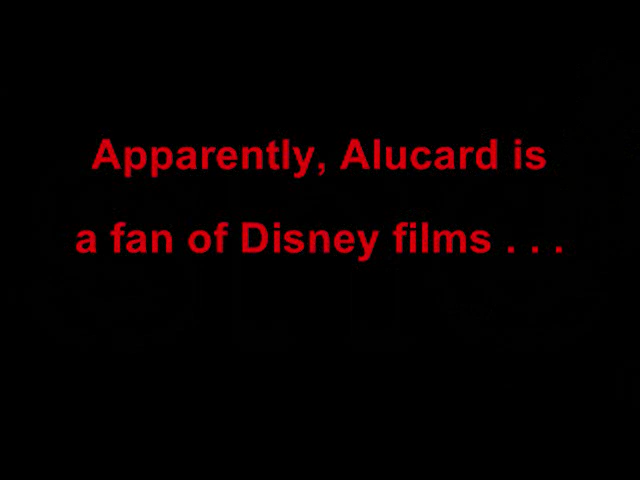 Apparently, Alucard is
a fan of Disney films . . .